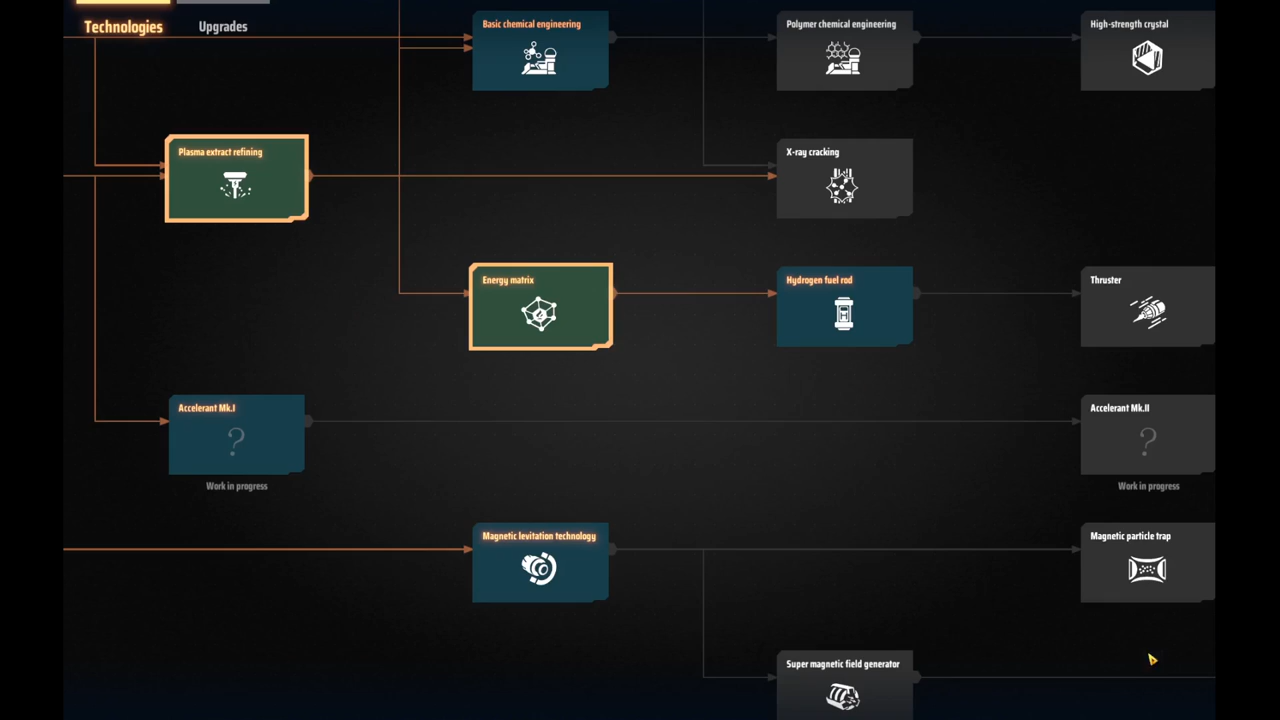 Technologies
Upgrades
Basic chemical engineering
Polymer chemical engineering
High-strength crystal
Plasma extract refining
X-ray cracking
Energy matrix
Hydrogen fuel rod
Thruster
Accelerant Mk.I
?
Work in progress
Accelerant Mk.II
?
Work in progress
Magnetic levitation technology
Magnetic particle trap
Super magnetic field generator